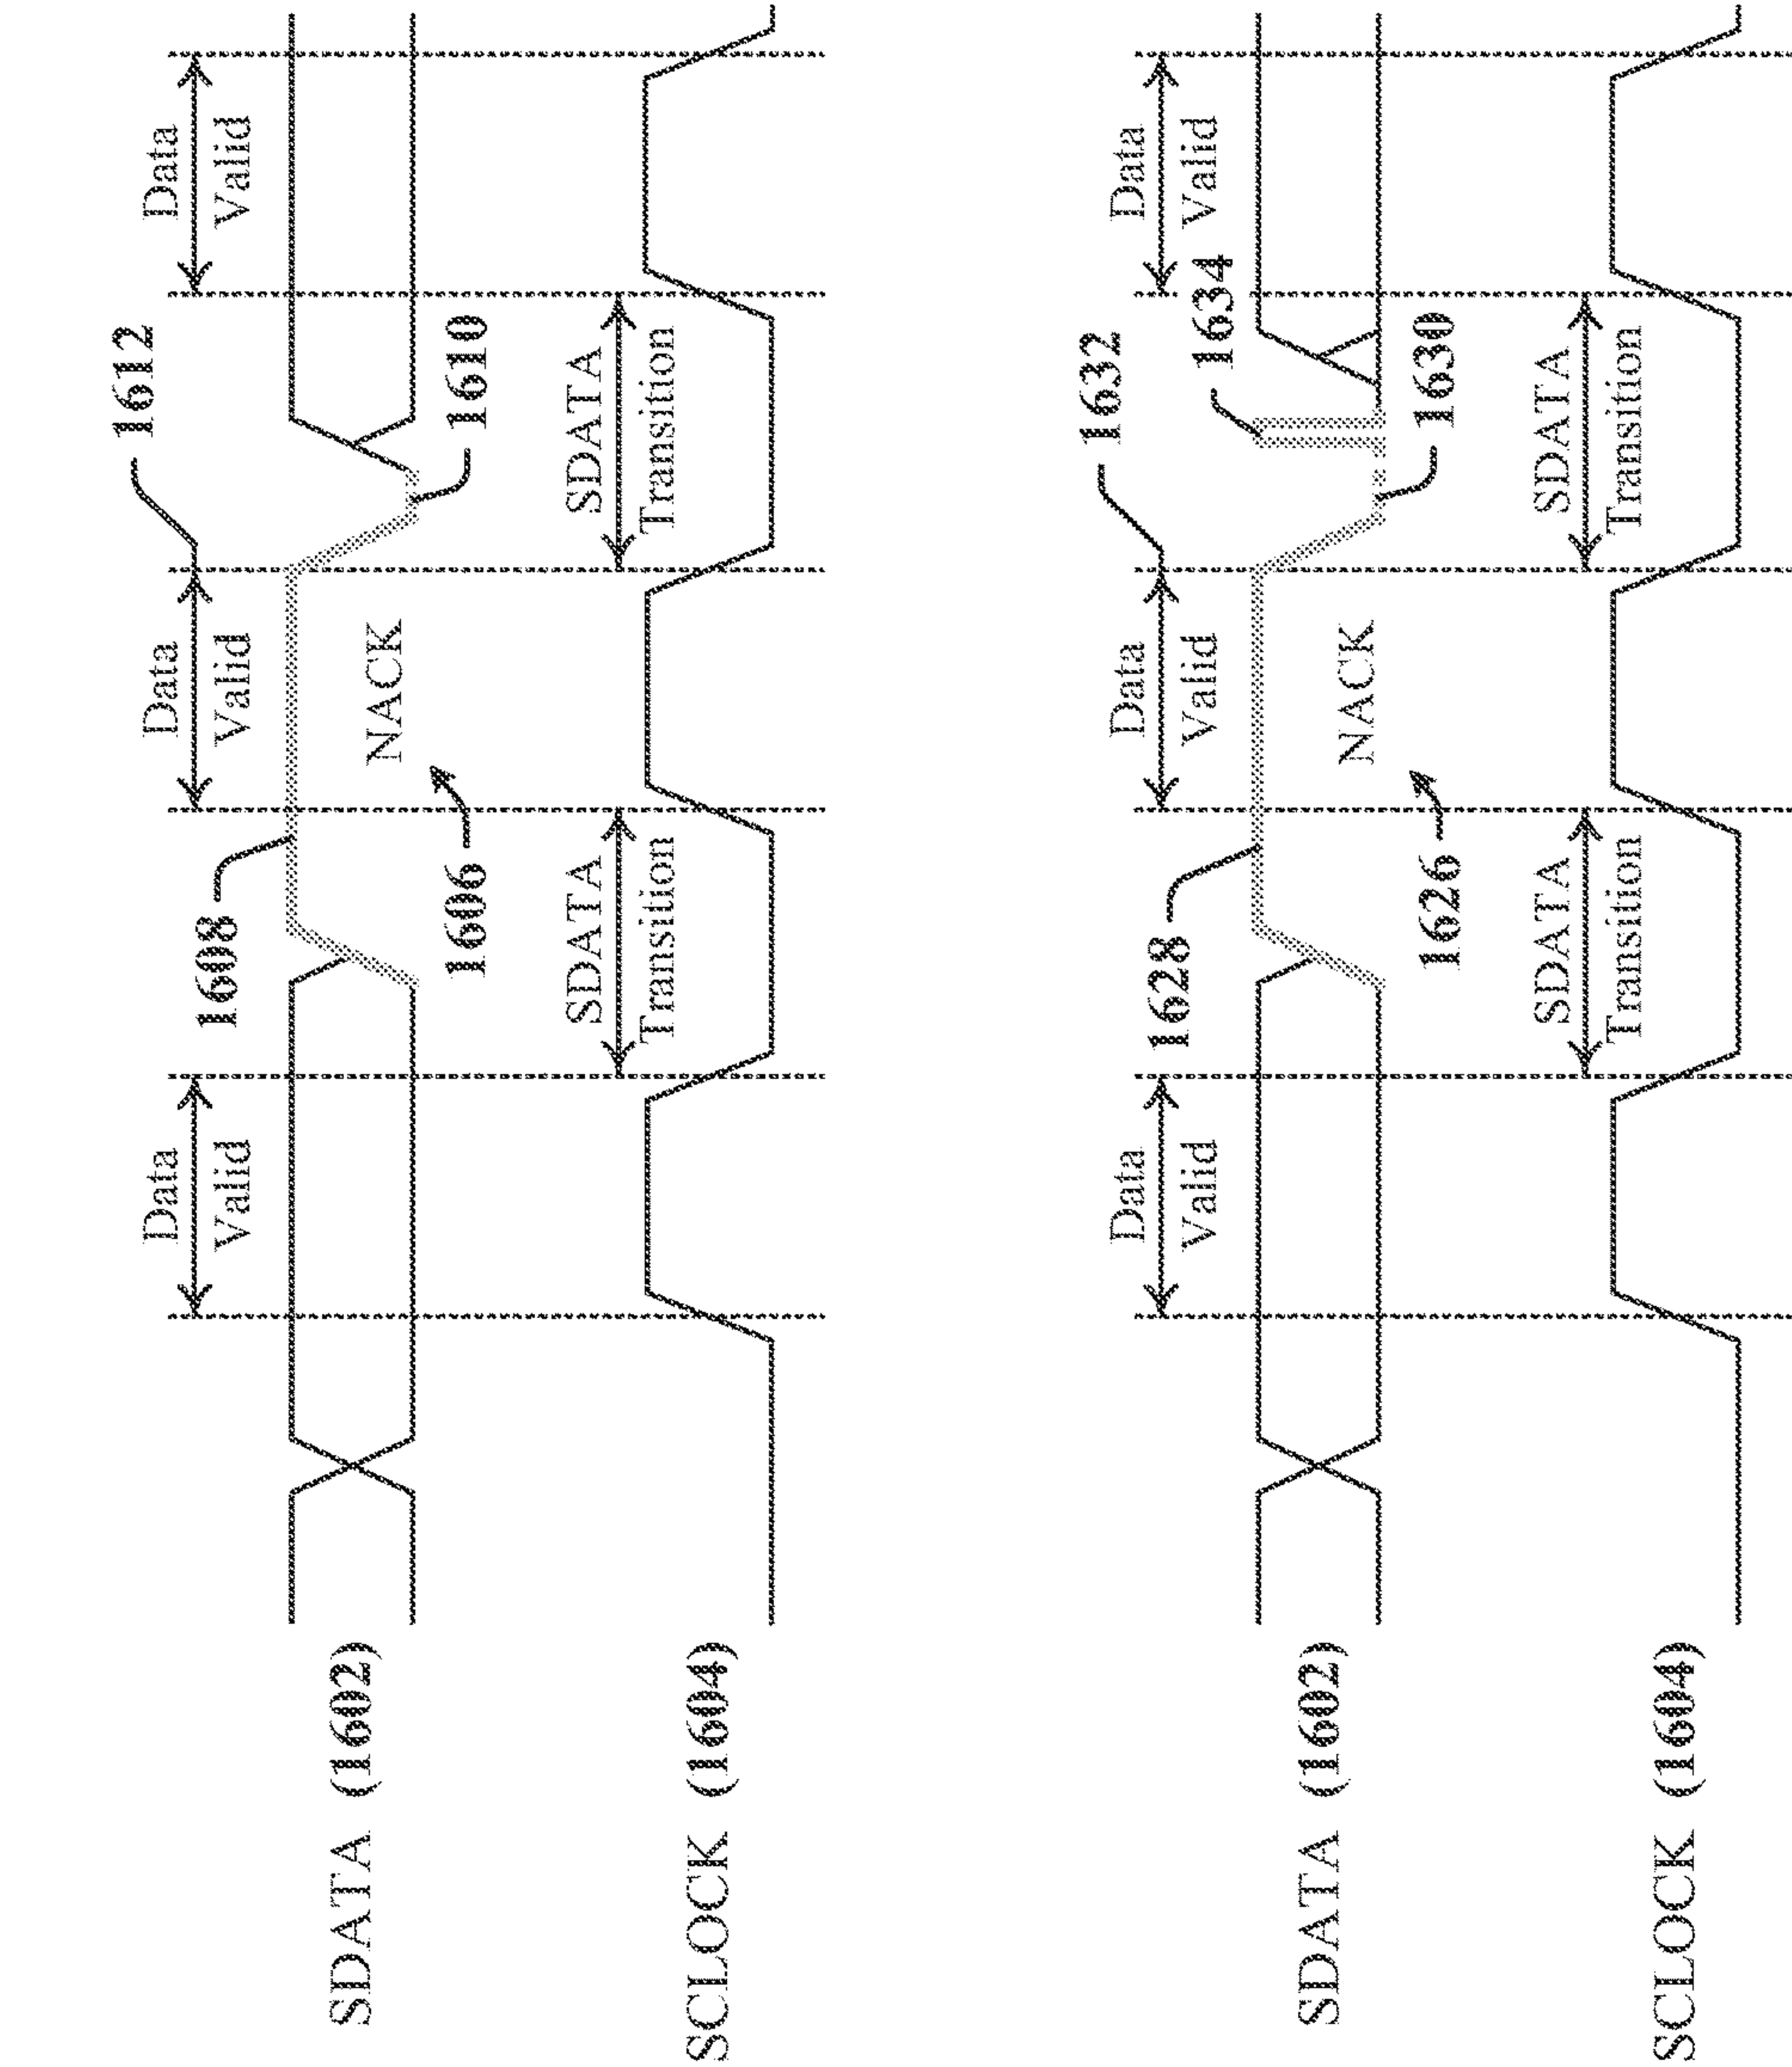 1612
1608
Data
Valid
Data
Valid
Data
Valid
SDATA (1602)
NACK
1606
1610
SDATA
Transition
SDATA
Transition
SCLOCK (1604)
1632
1634
1628
Data
Valid
Data
Valid
Data
Valid
SDATA (1602)
NACK
1626
1630
SDATA
Transition
SDATA
Transition
SCLOCK (1604)